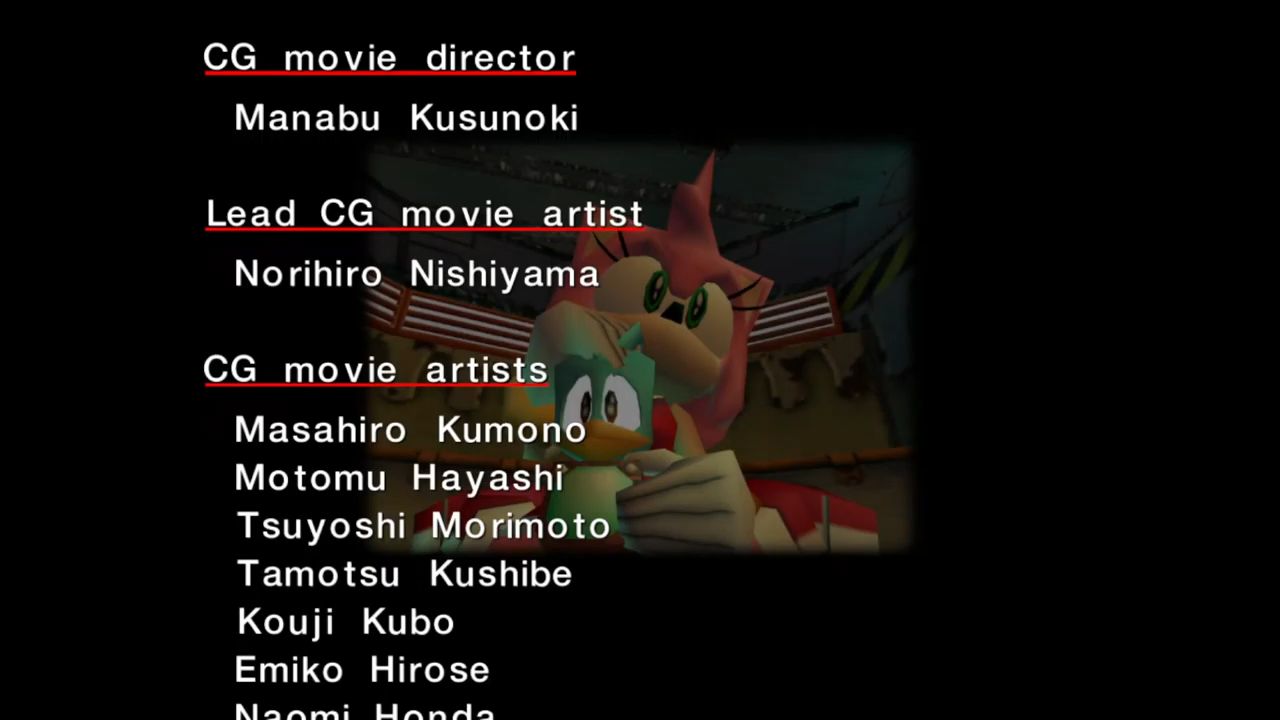 CG movie director
Manabu Kusunoki
Lead CG movie artist
Norihiro Nishiyama
CG movie artists
Masahiro Kumono
Motomu Hayashi
Tsuyoshi Morimoto
Tamotsu Kushibe
Kouji Kubo
Emiko Hirose
Naomi Honda